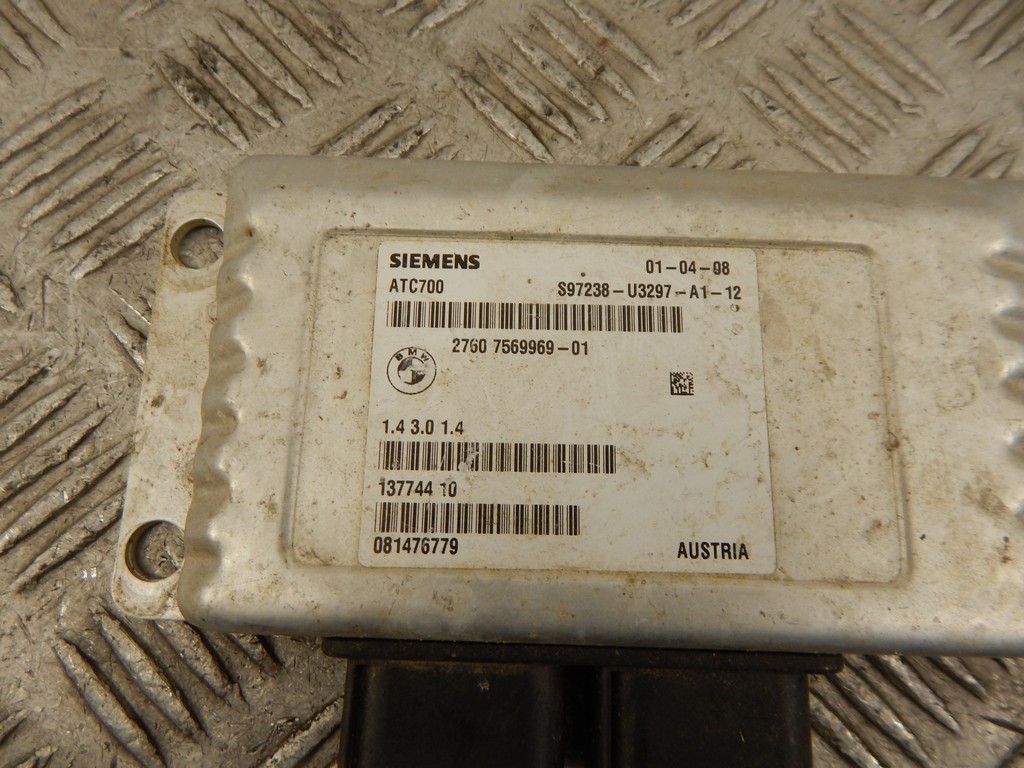 SIEMENS 01-04-08
ATC700 S97238-U3297-A1-12
2760 7569969-01
BMW
1.4 3.0 1.4
137744 10
081476779
AUSTRIA